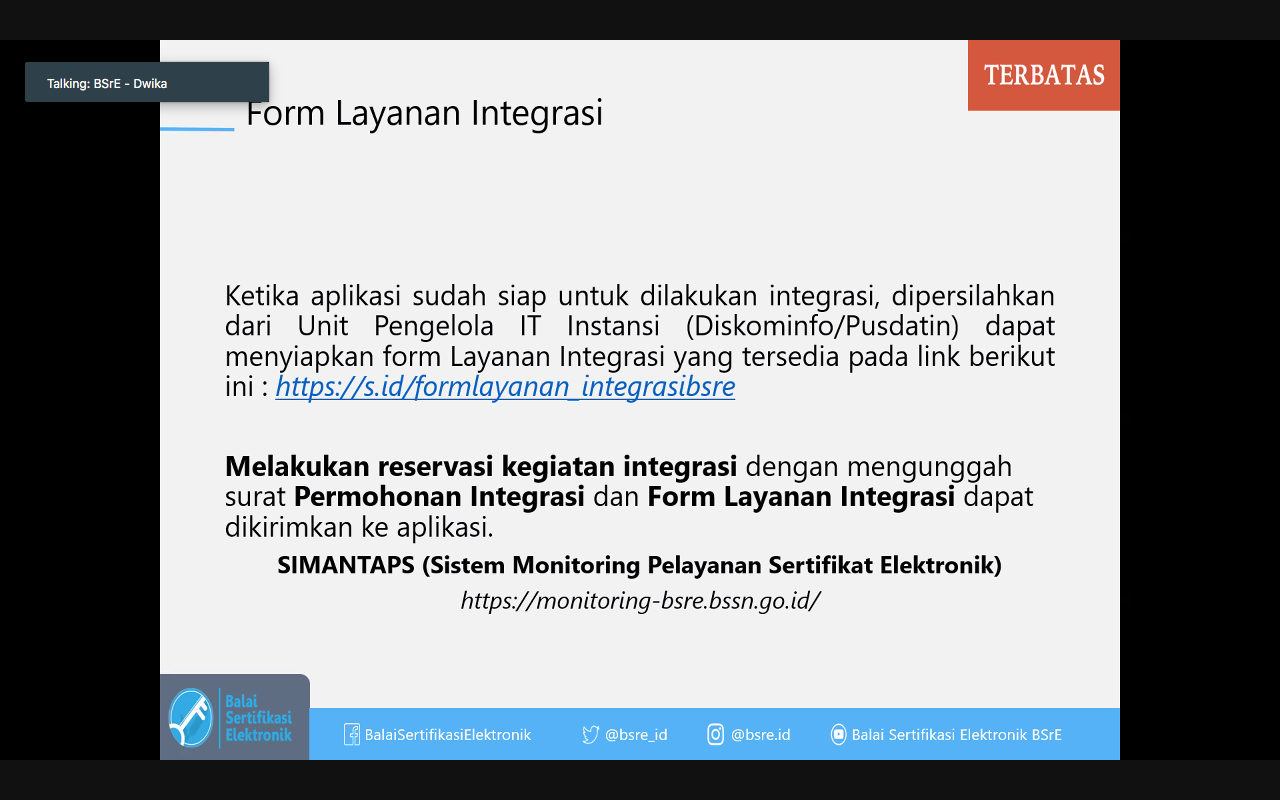 Talking: BSrE - Dwika
TERBATAS
Form Layanan Integrasi
Ketika aplikasi sudah siap untuk dilakukan integrasi, dipersilahkan
dari Unit Pengelola IT Instansi (Diskominfo/Pusdatin) dapat
menyiapkan form Layanan Integrasi yang tersedia pada link berikut
ini : https://s.id/formlayanan_integrasibsre
Melakukan reservasi kegiatan integrasi dengan mengunggah
surat Permohonan Integrasi dan Form Layanan Integrasi dapat
dikirimkan ke aplikasi.
SIMANTAPS (Sistem Monitoring Pelayanan Sertifikat Elektronik)
https://monitoring-bsre.bssn.go.id/
Balai
Sertifikasi
Elektronik
BalaiSertifikasiElektronik
@bsre_id
@bsre.id
Balai Sertifikasi Elektronik BSrE